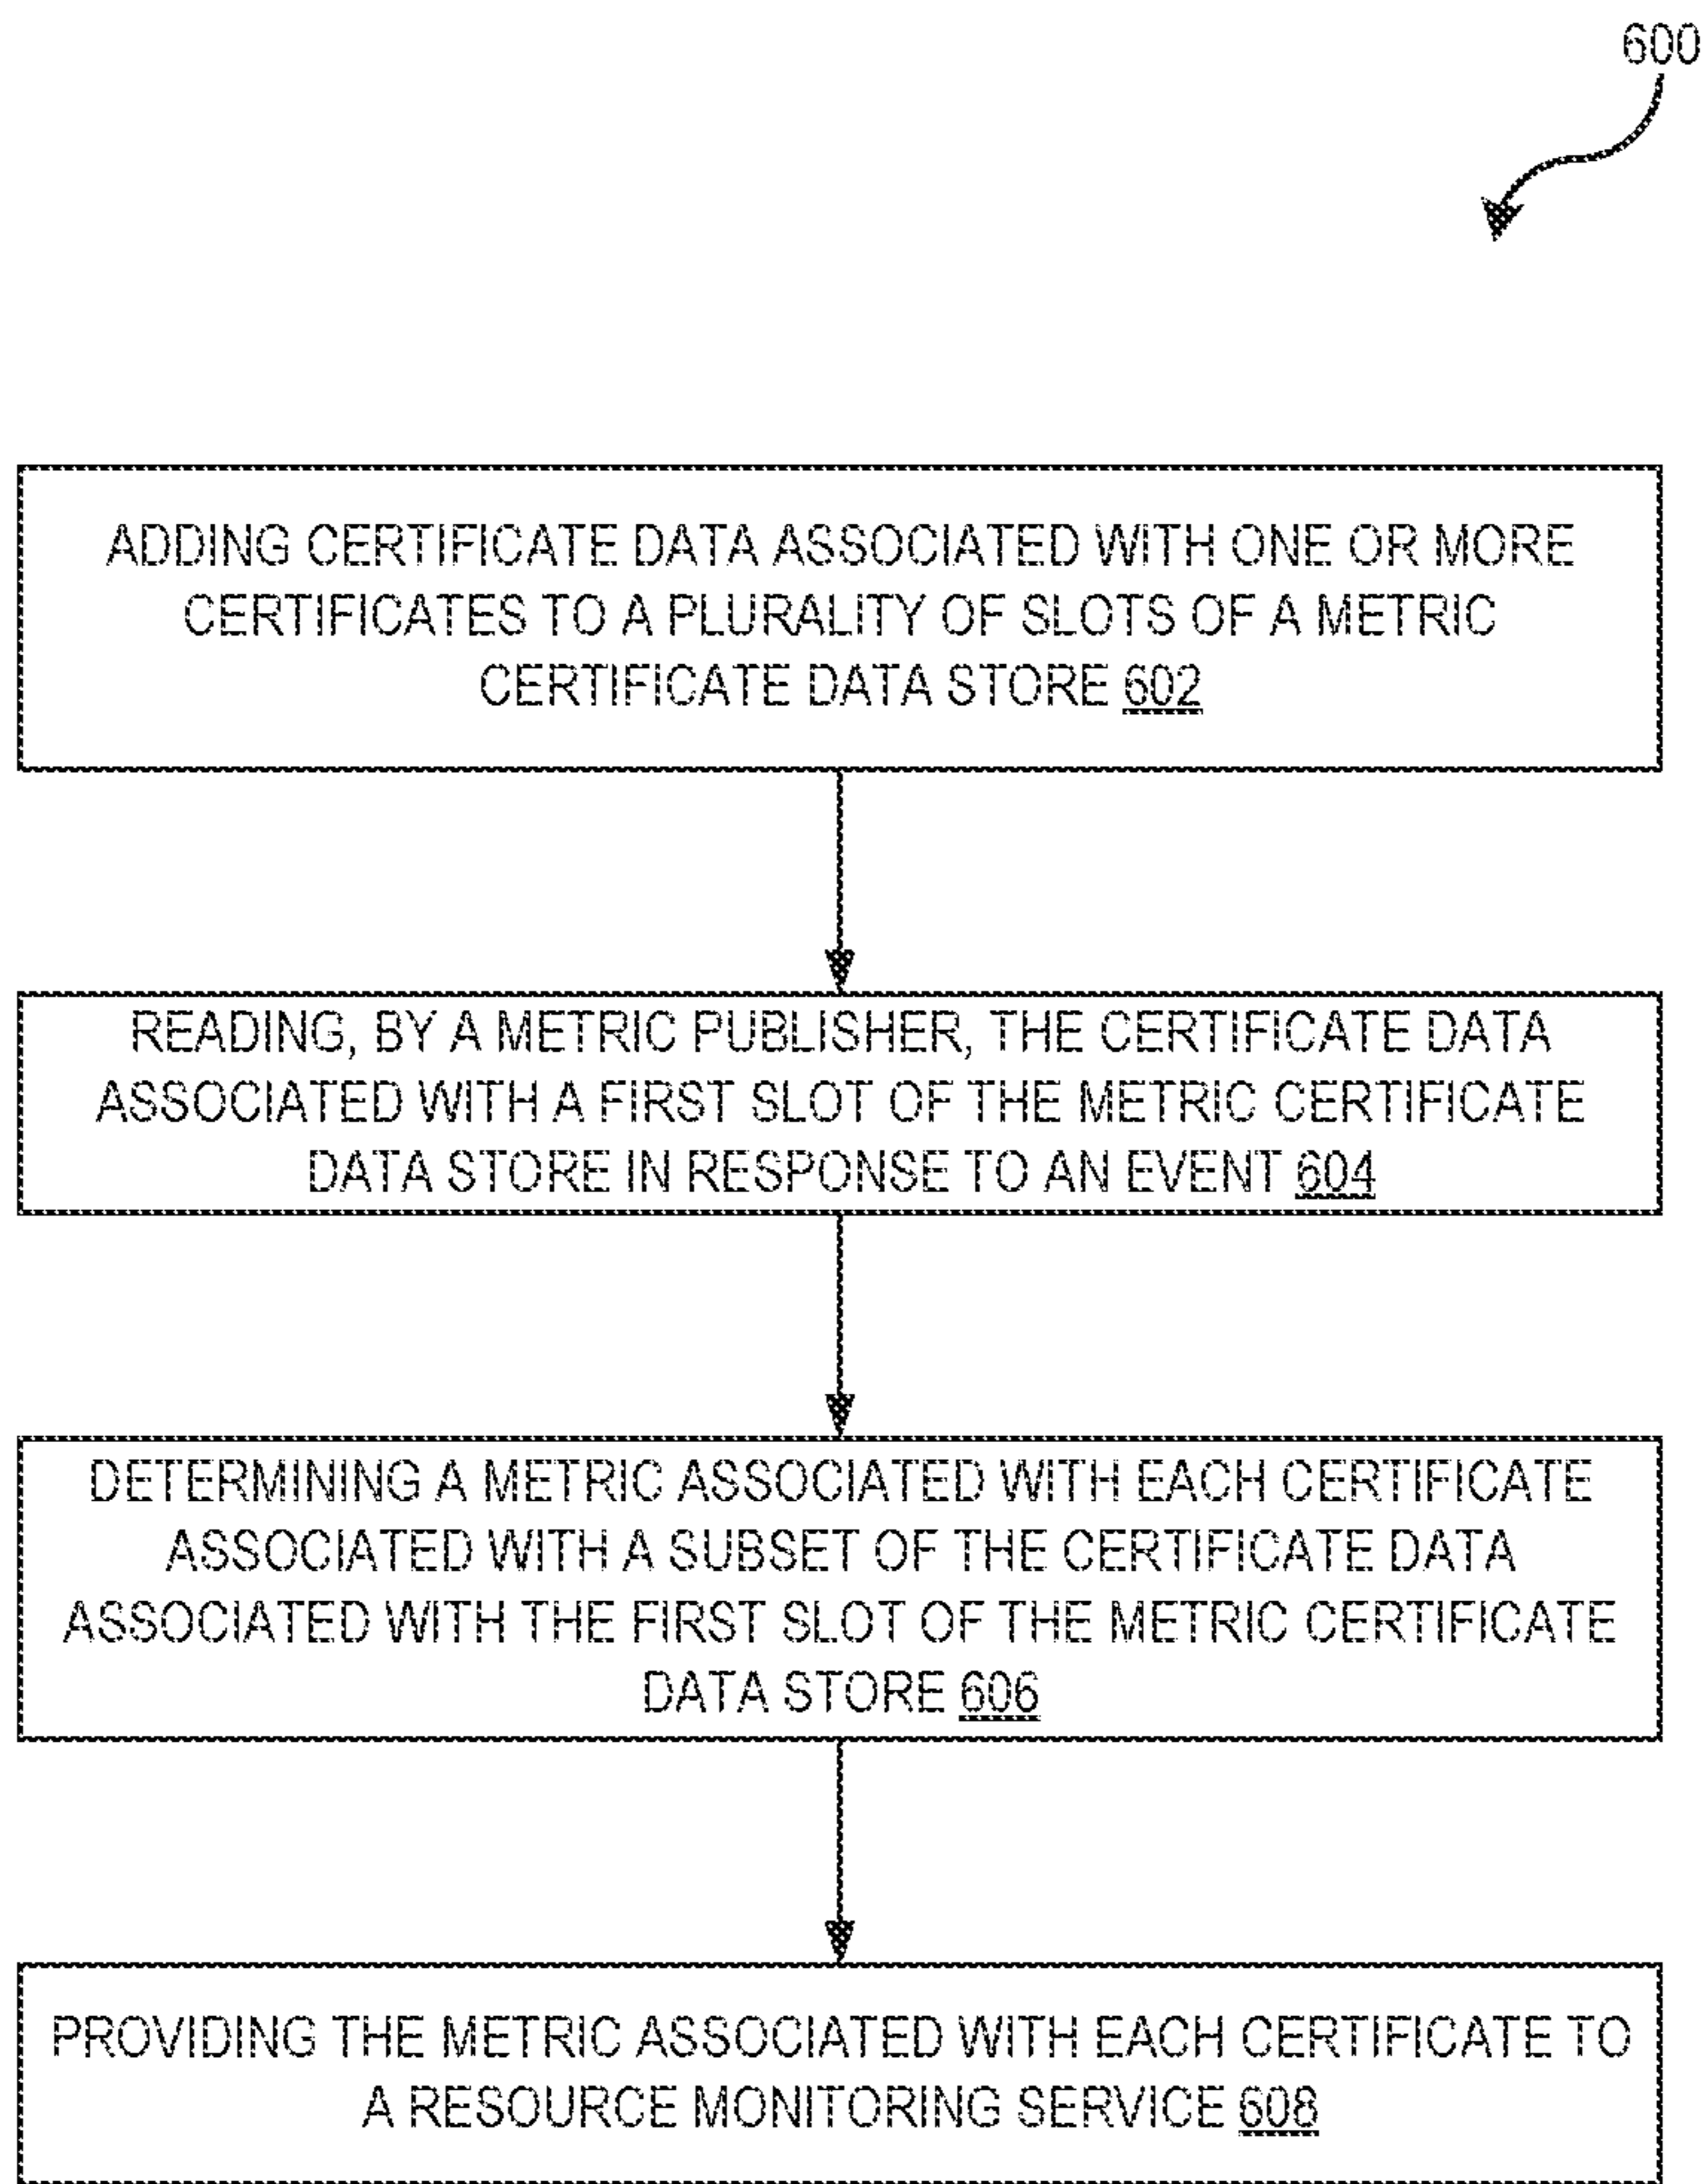 600
ADDING CERTIFICATE DATA ASSOCIATED WITH ONE OR MORE
CERTIFICATES TO A PLURALITY OF SLOTS OF A METRIC
CERTIFICATE DATA STORE 602
READING, BY A METRIC PUBLISHER, THE CERTIFICATE DATA
ASSOCIATED WITH A FIRST SLOT OF THE METRIC CERTIFICATE
DATA STORE IN RESPONSE TO AN EVENT 604
DETERMINING A METRIC ASSOCIATED WITH EACH CERTIFICATE
ASSOCIATED WITH A SUBSET OF THE CERTIFICATE DATA
ASSOCIATED WITH THE FIRST SLOT OF THE METRIC CERTIFICATE
DATA STORE 606
PROVIDING THE METRIC ASSOCIATED WITH EACH CERTIFICATE TO
A RESOURCE MONITORING SERVICE 608